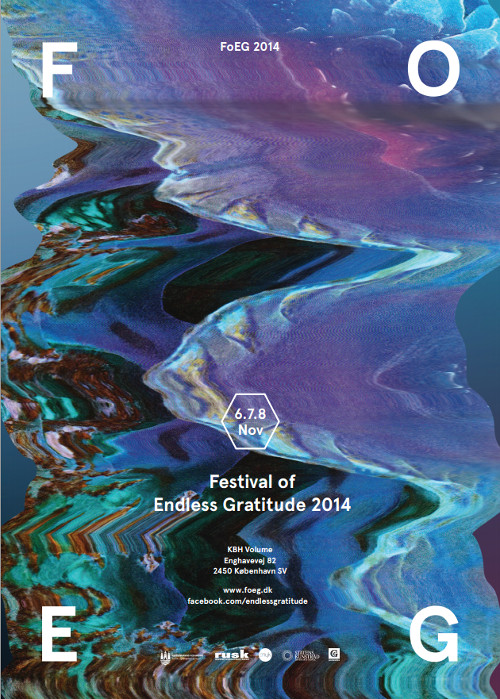 FoEG 2014
F O
6.7.8
Nov
Festival of
Endless Gratitude 2014
KBH Volume
Enghavevej 82
2450 København SV
www.foeg.dk
facebook.com/endlessgratitude
E G
rusk